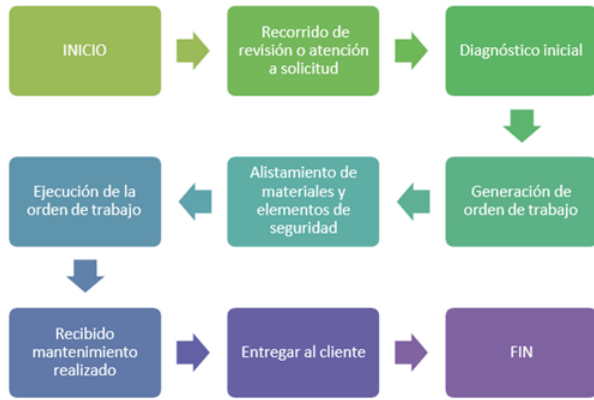 INICIO
Recorrido de
revisión o atención
a solicitud
Diagnóstico inicial
Generación de
orden de trabajo
Alistamiento de
materiales y
elementos de
seguridad
Ejecución de la
orden de trabajo
Recibido
mantenimiento
realizado
Entregar al cliente
FIN